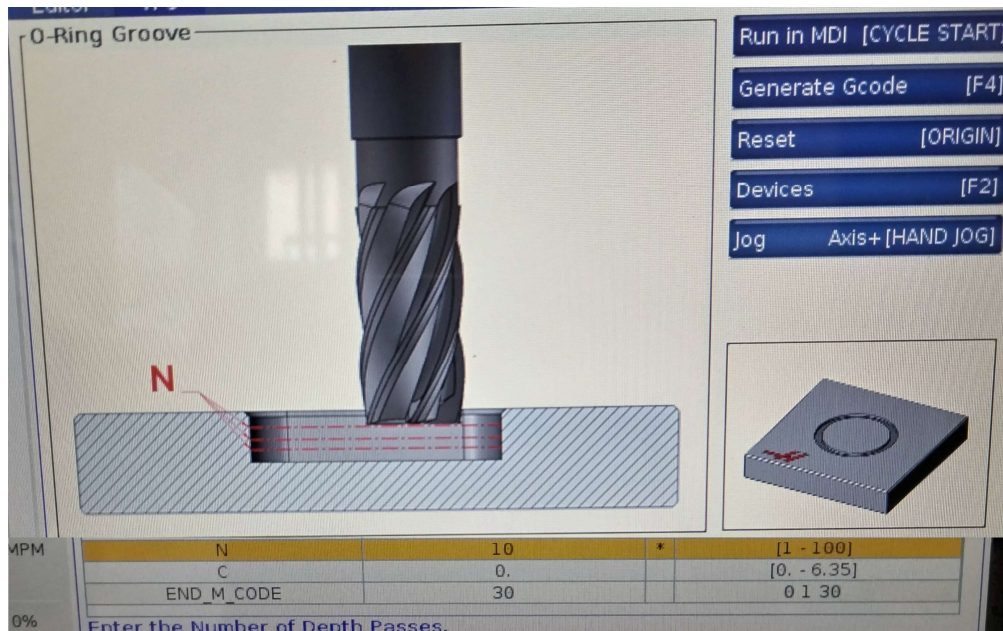 Editor
O-Ring Groove
Run in MDI [CYCLE START]
Generate Gcode [F4]
Reset [ORIGIN]
Devices [F2]
Jog Axis+[HAND JOG]
N
MPM
N 10 * [1 - 100]
C 0. [0. - 6.35]
END_M_CODE 30 0 1 30
0%
Enter the Number of Depth Passes.